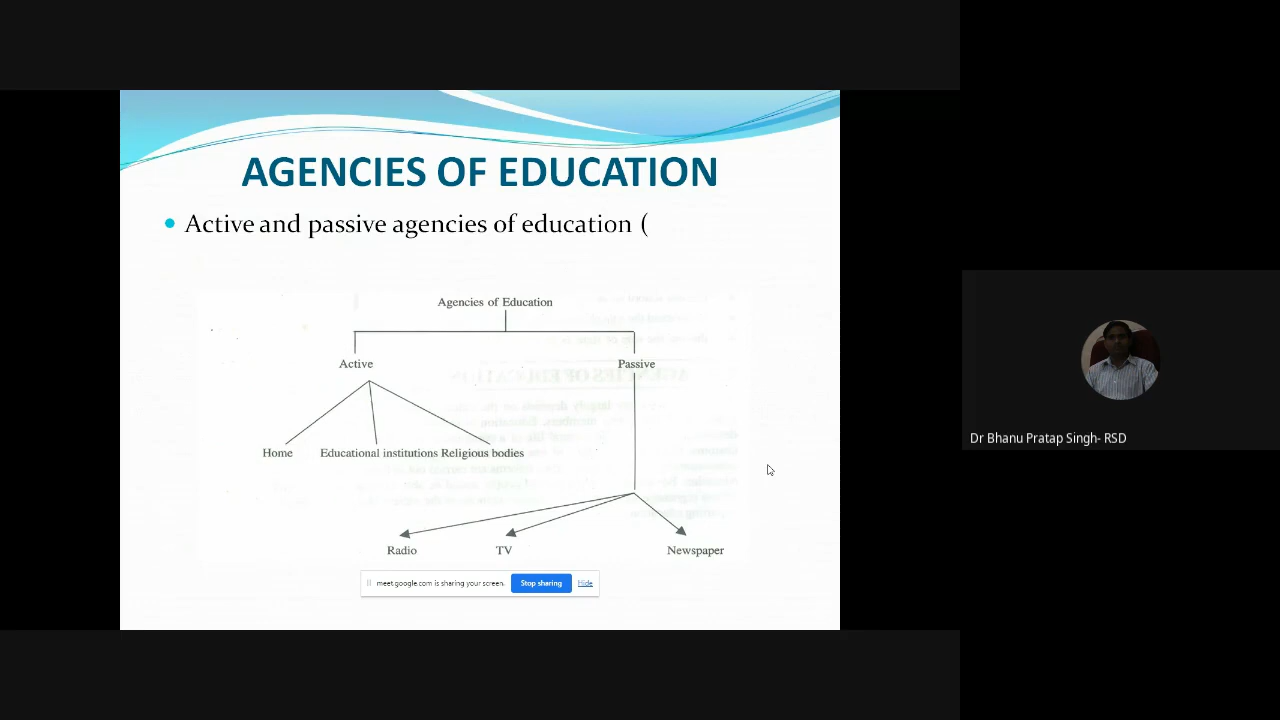 AGENCIES OF EDUCATION
Active and passive agencies of education (
Agencies of Education
Active Passive
Home Educational institutions Religious bodies
Radio TV Newspaper
meet.google.com is sharing your screen. Stop sharing Hide
Dr Bhanu Pratap Singh- RSD